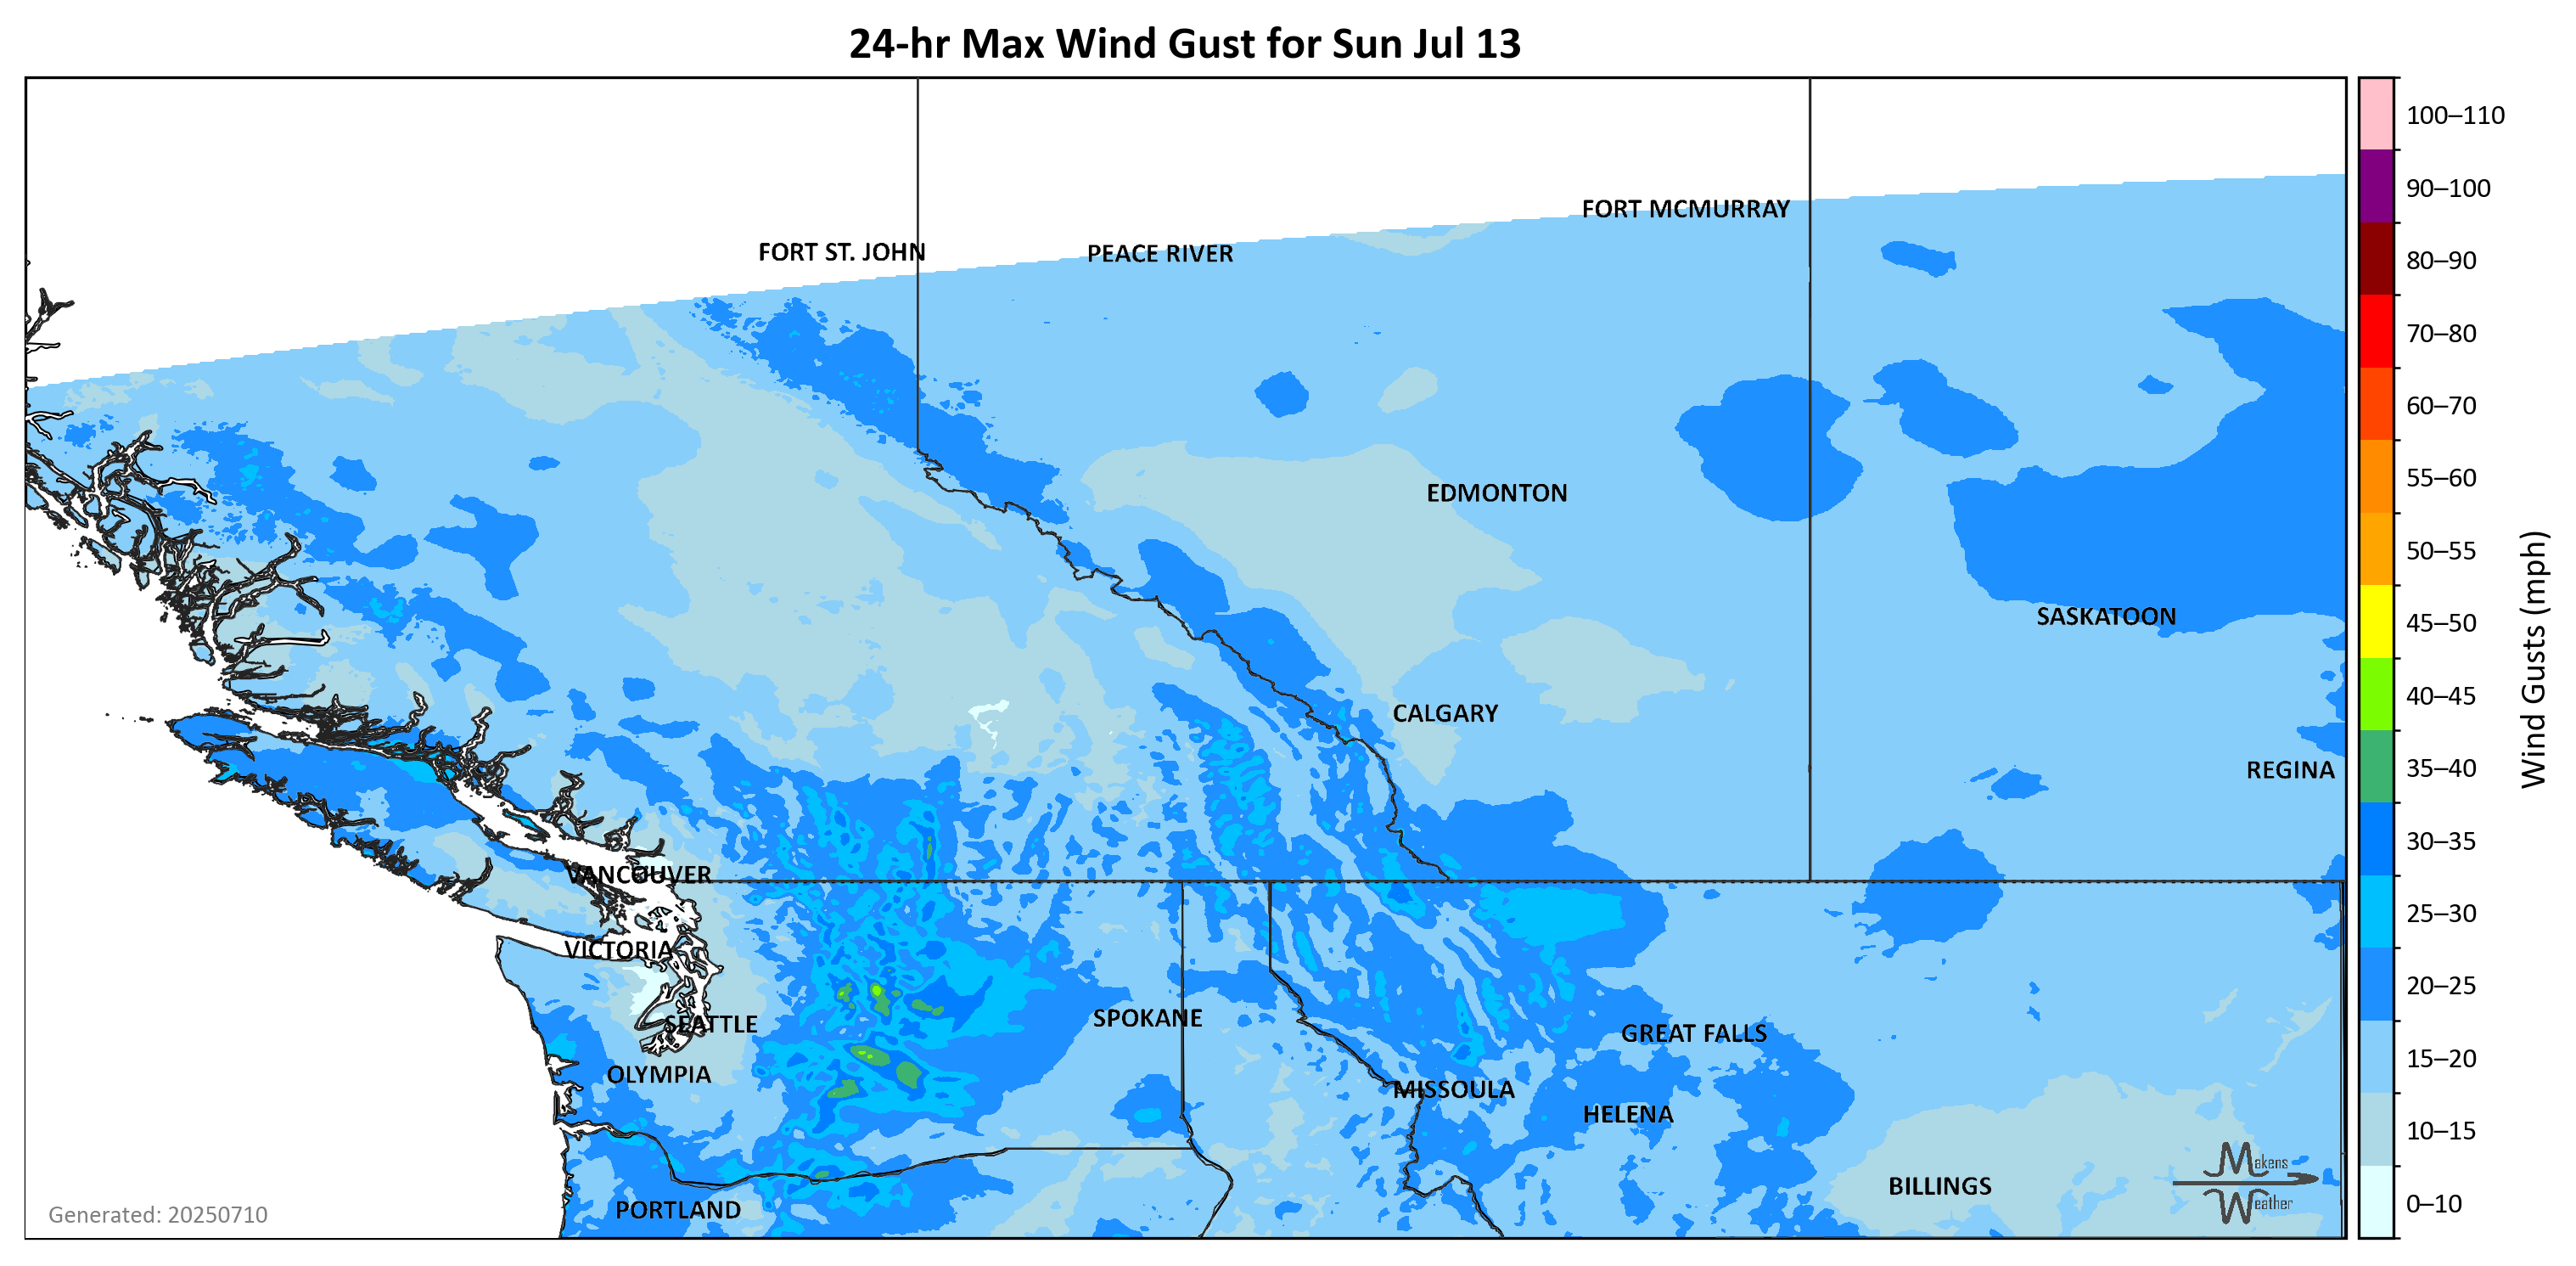 24-hr Max Wind Gust for Sun Jul 13
100–110
FORT MCMURRAY
90–100
FORT ST. JOHN
PEACE RIVER
80–90
70–80
60–70
EDMONTON
55–60
50–55
SASKATOON
45–50
Wind Gusts (mph)
CALGARY
40–45
REGINA
35–40
30–35
VANCOUVER
25–30
VICTORIA
20–25
SPOKANE
SEATTLE
GREAT FALLS
15–20
OLYMPIA
MISSOULA
HELENA
10–15
Makens
Weather
BILLINGS
0–10
PORTLAND
Generated: 20250710